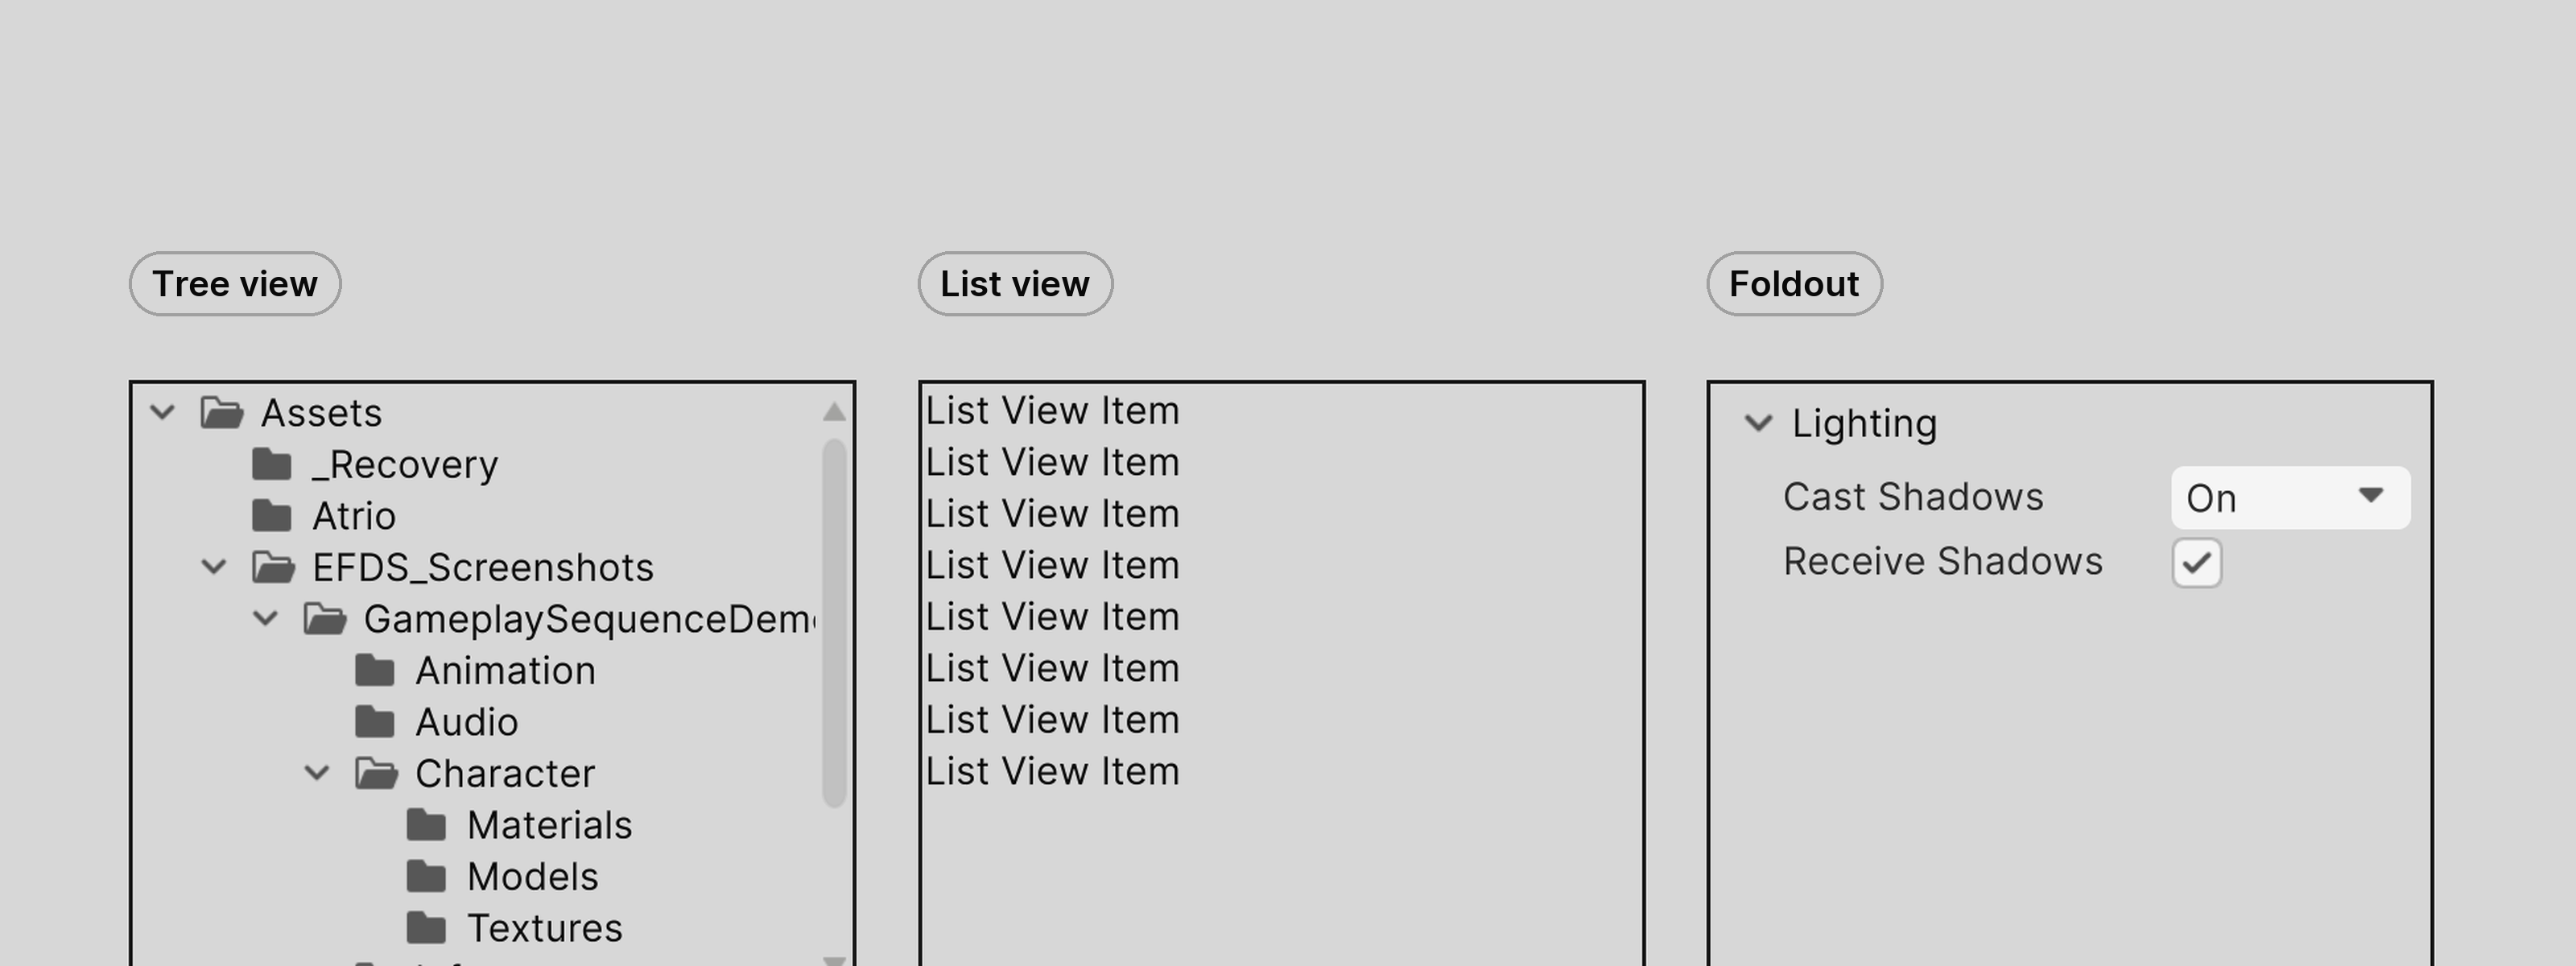 Tree view
Assets
_Recovery
Atrio
EFDS_Screenshots
Animation
Audio
Character
Materials
Models
Textures
List view
List View Item
List View Item
List View Item
List View Item
List View Item
List View Item
List View Item
List View Item
Foldout
Lighting
Cast Shadows On
Receive Shadows